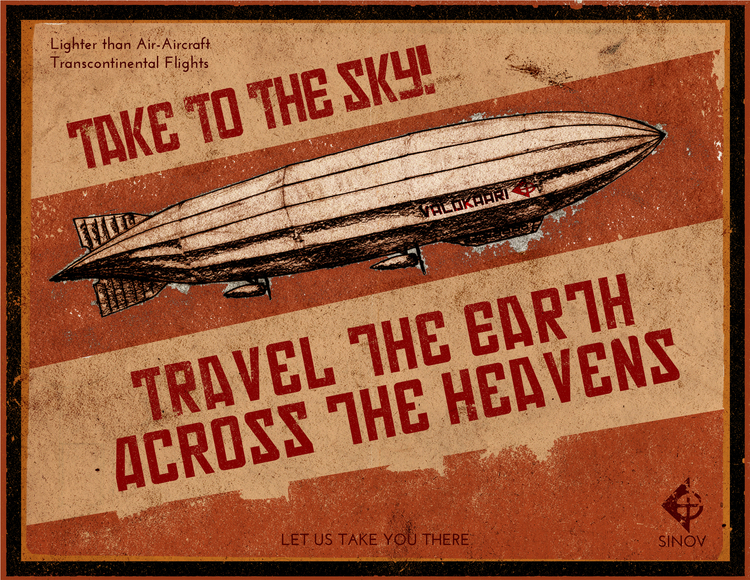 Lighter than Air-Aircraft
Transcontinental Flights
TAKE TO THE SKY!
VALOKAARI
TRAVEL THE EARTH
ACROSS THE HEAVENS
LET US TAKE YOU THERE
SINOV